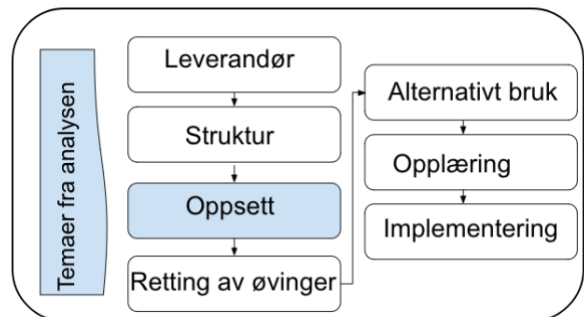 Temaer fra analysen
Leverandør
Struktur
Oppsett
Retting av øvinger
Alternativt bruk
Opplæring
Implementering